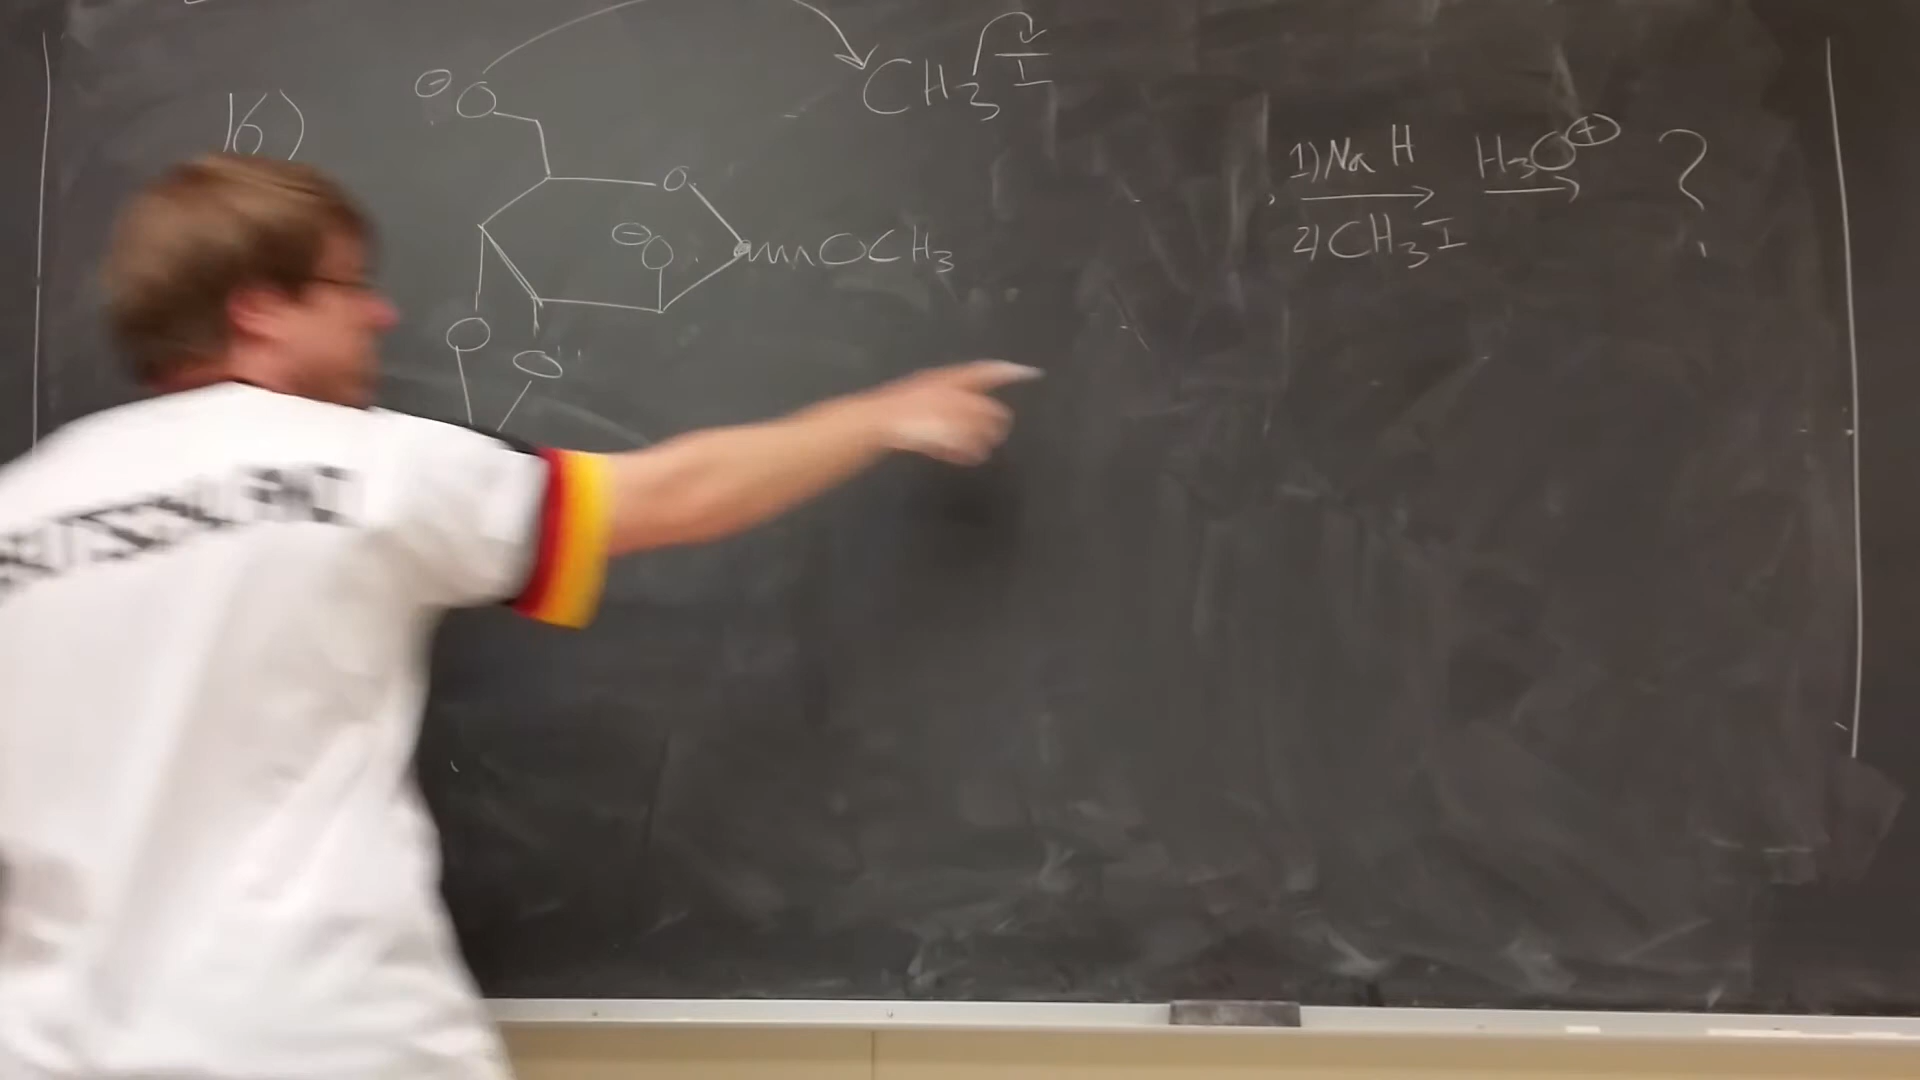 16)
⊖O
CH3 I
1) NaH
2) CH3I
H3O⊕
?
O
⊖O
OCH3
O
O